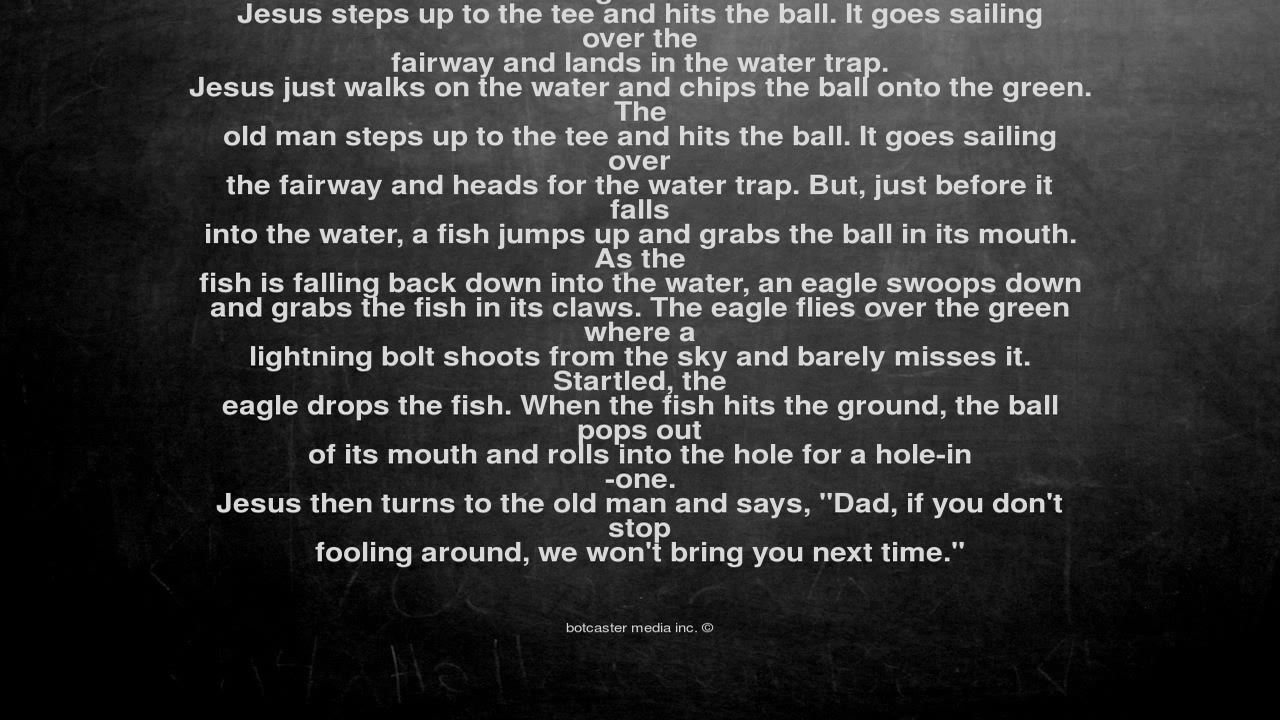 Jesus steps up to the tee and hits the ball. It goes sailing
over the
fairway and lands in the water trap.
Jesus just walks on the water and chips the ball onto the green.
The
old man steps up to the tee and hits the ball. It goes sailing
over
the fairway and heads for the water trap. But, just before it
falls
into the water, a fish jumps up and grabs the ball in its mouth.
As the
fish is falling back down into the water, an eagle swoops down
and grabs the fish in its claws. The eagle flies over the green
where a
lightning bolt shoots from the sky and barely misses it.
Startled, the
eagle drops the fish. When the fish hits the ground, the ball
pops out
of its mouth and rolls into the hole for a hole-in
-one.
Jesus then turns to the old man and says, "Dad, if you don't
stop
fooling around, we won't bring you next time."
botcaster media inc. ©